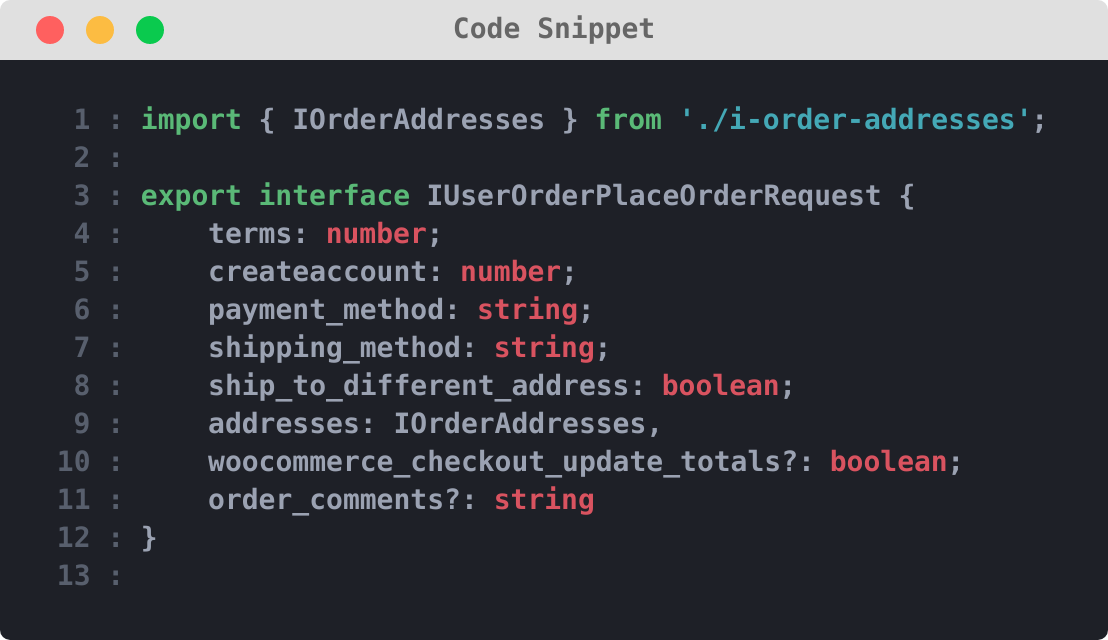 Code Snippet
1 : import { IOrderAddresses } from './i-order-addresses';
2 :
3 : export interface IUserOrderPlaceOrderRequest {
4 :     terms: number;
5 :     createaccount: number;
6 :     payment_method: string;
7 :     shipping_method: string;
8 :     ship_to_different_address: boolean;
9 :     addresses: IOrderAddresses,
10 :     woocommerce_checkout_update_totals?: boolean;
11 :     order_comments?: string
12 : }
13 :